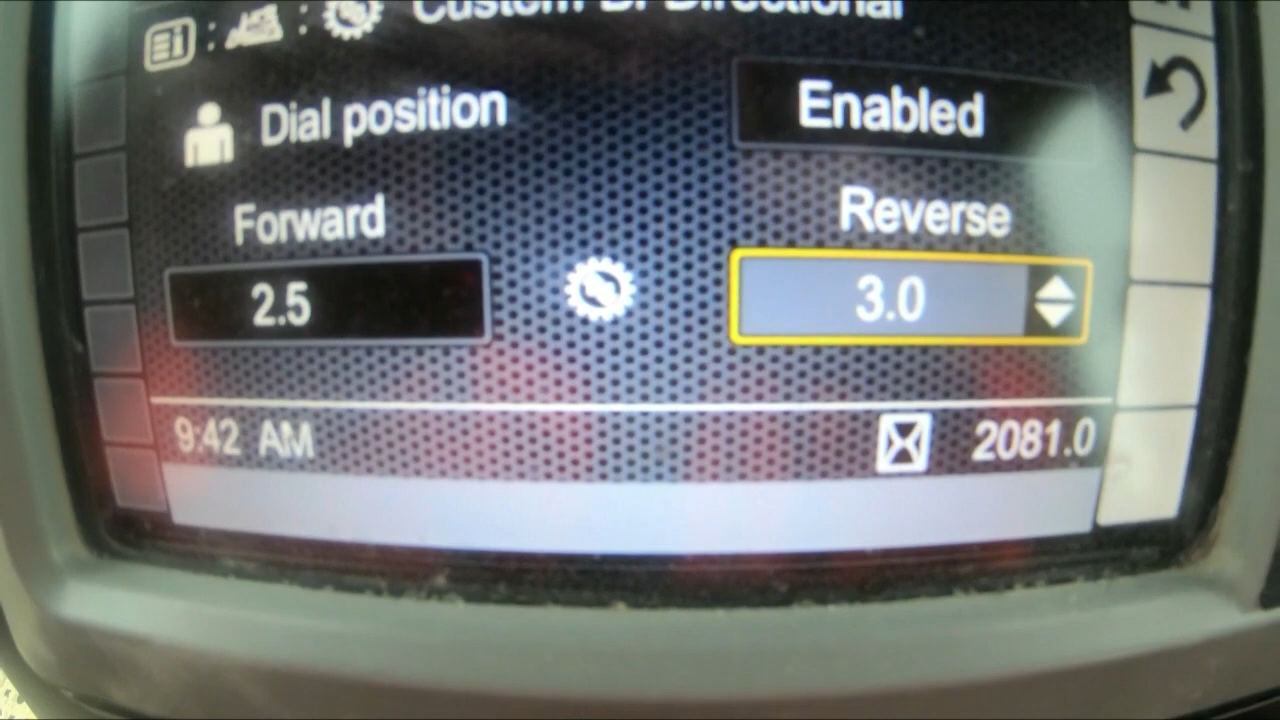 Custom Bi-Directional
Dial position Enabled
Forward Reverse
2.5 3.0
9:42 AM 2081.0